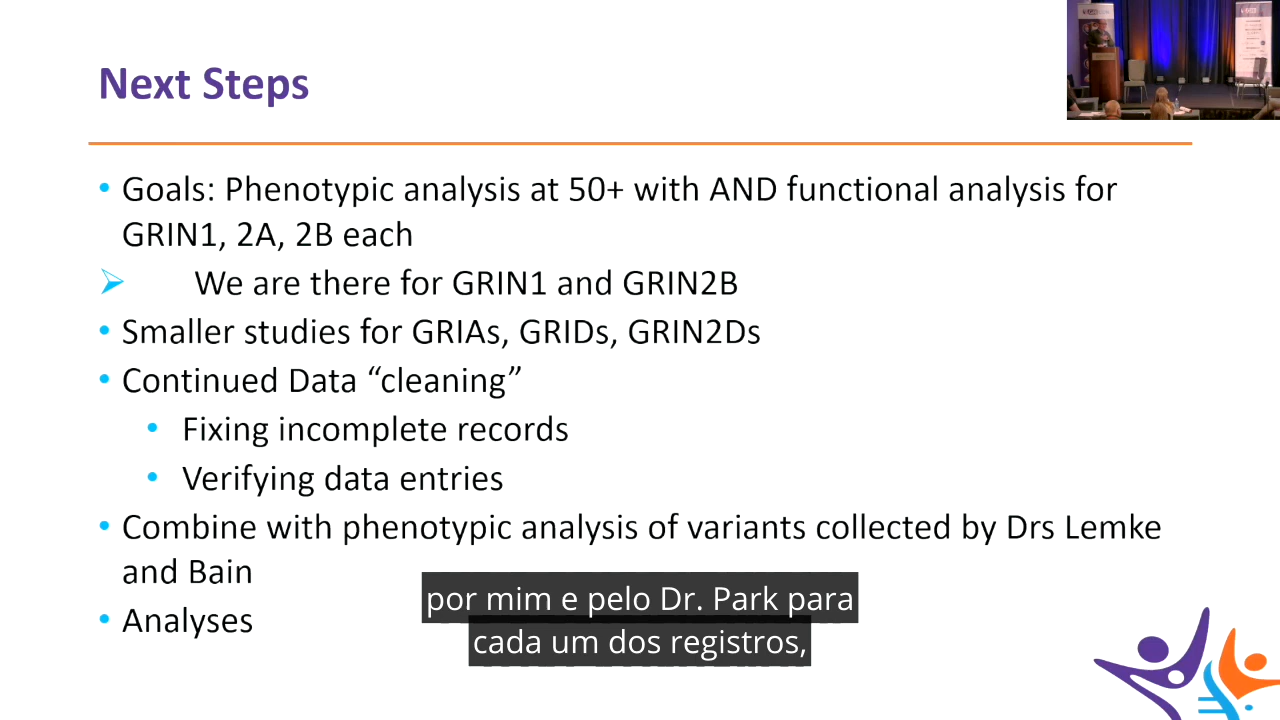 Next Steps
• Goals: Phenotypic analysis at 50+ with AND functional analysis for
GRIN1, 2A, 2B each
➢ We are there for GRIN1 and GRIN2B
• Smaller studies for GRIAs, GRIDs, GRIN2Ds
• Continued Data “cleaning”
• Fixing incomplete records
• Verifying data entries
• Combine with phenotypic analysis of variants collected by Drs Lemke
and Bain
• Analyses
por mim e pelo Dr. Park para
cada um dos registros,